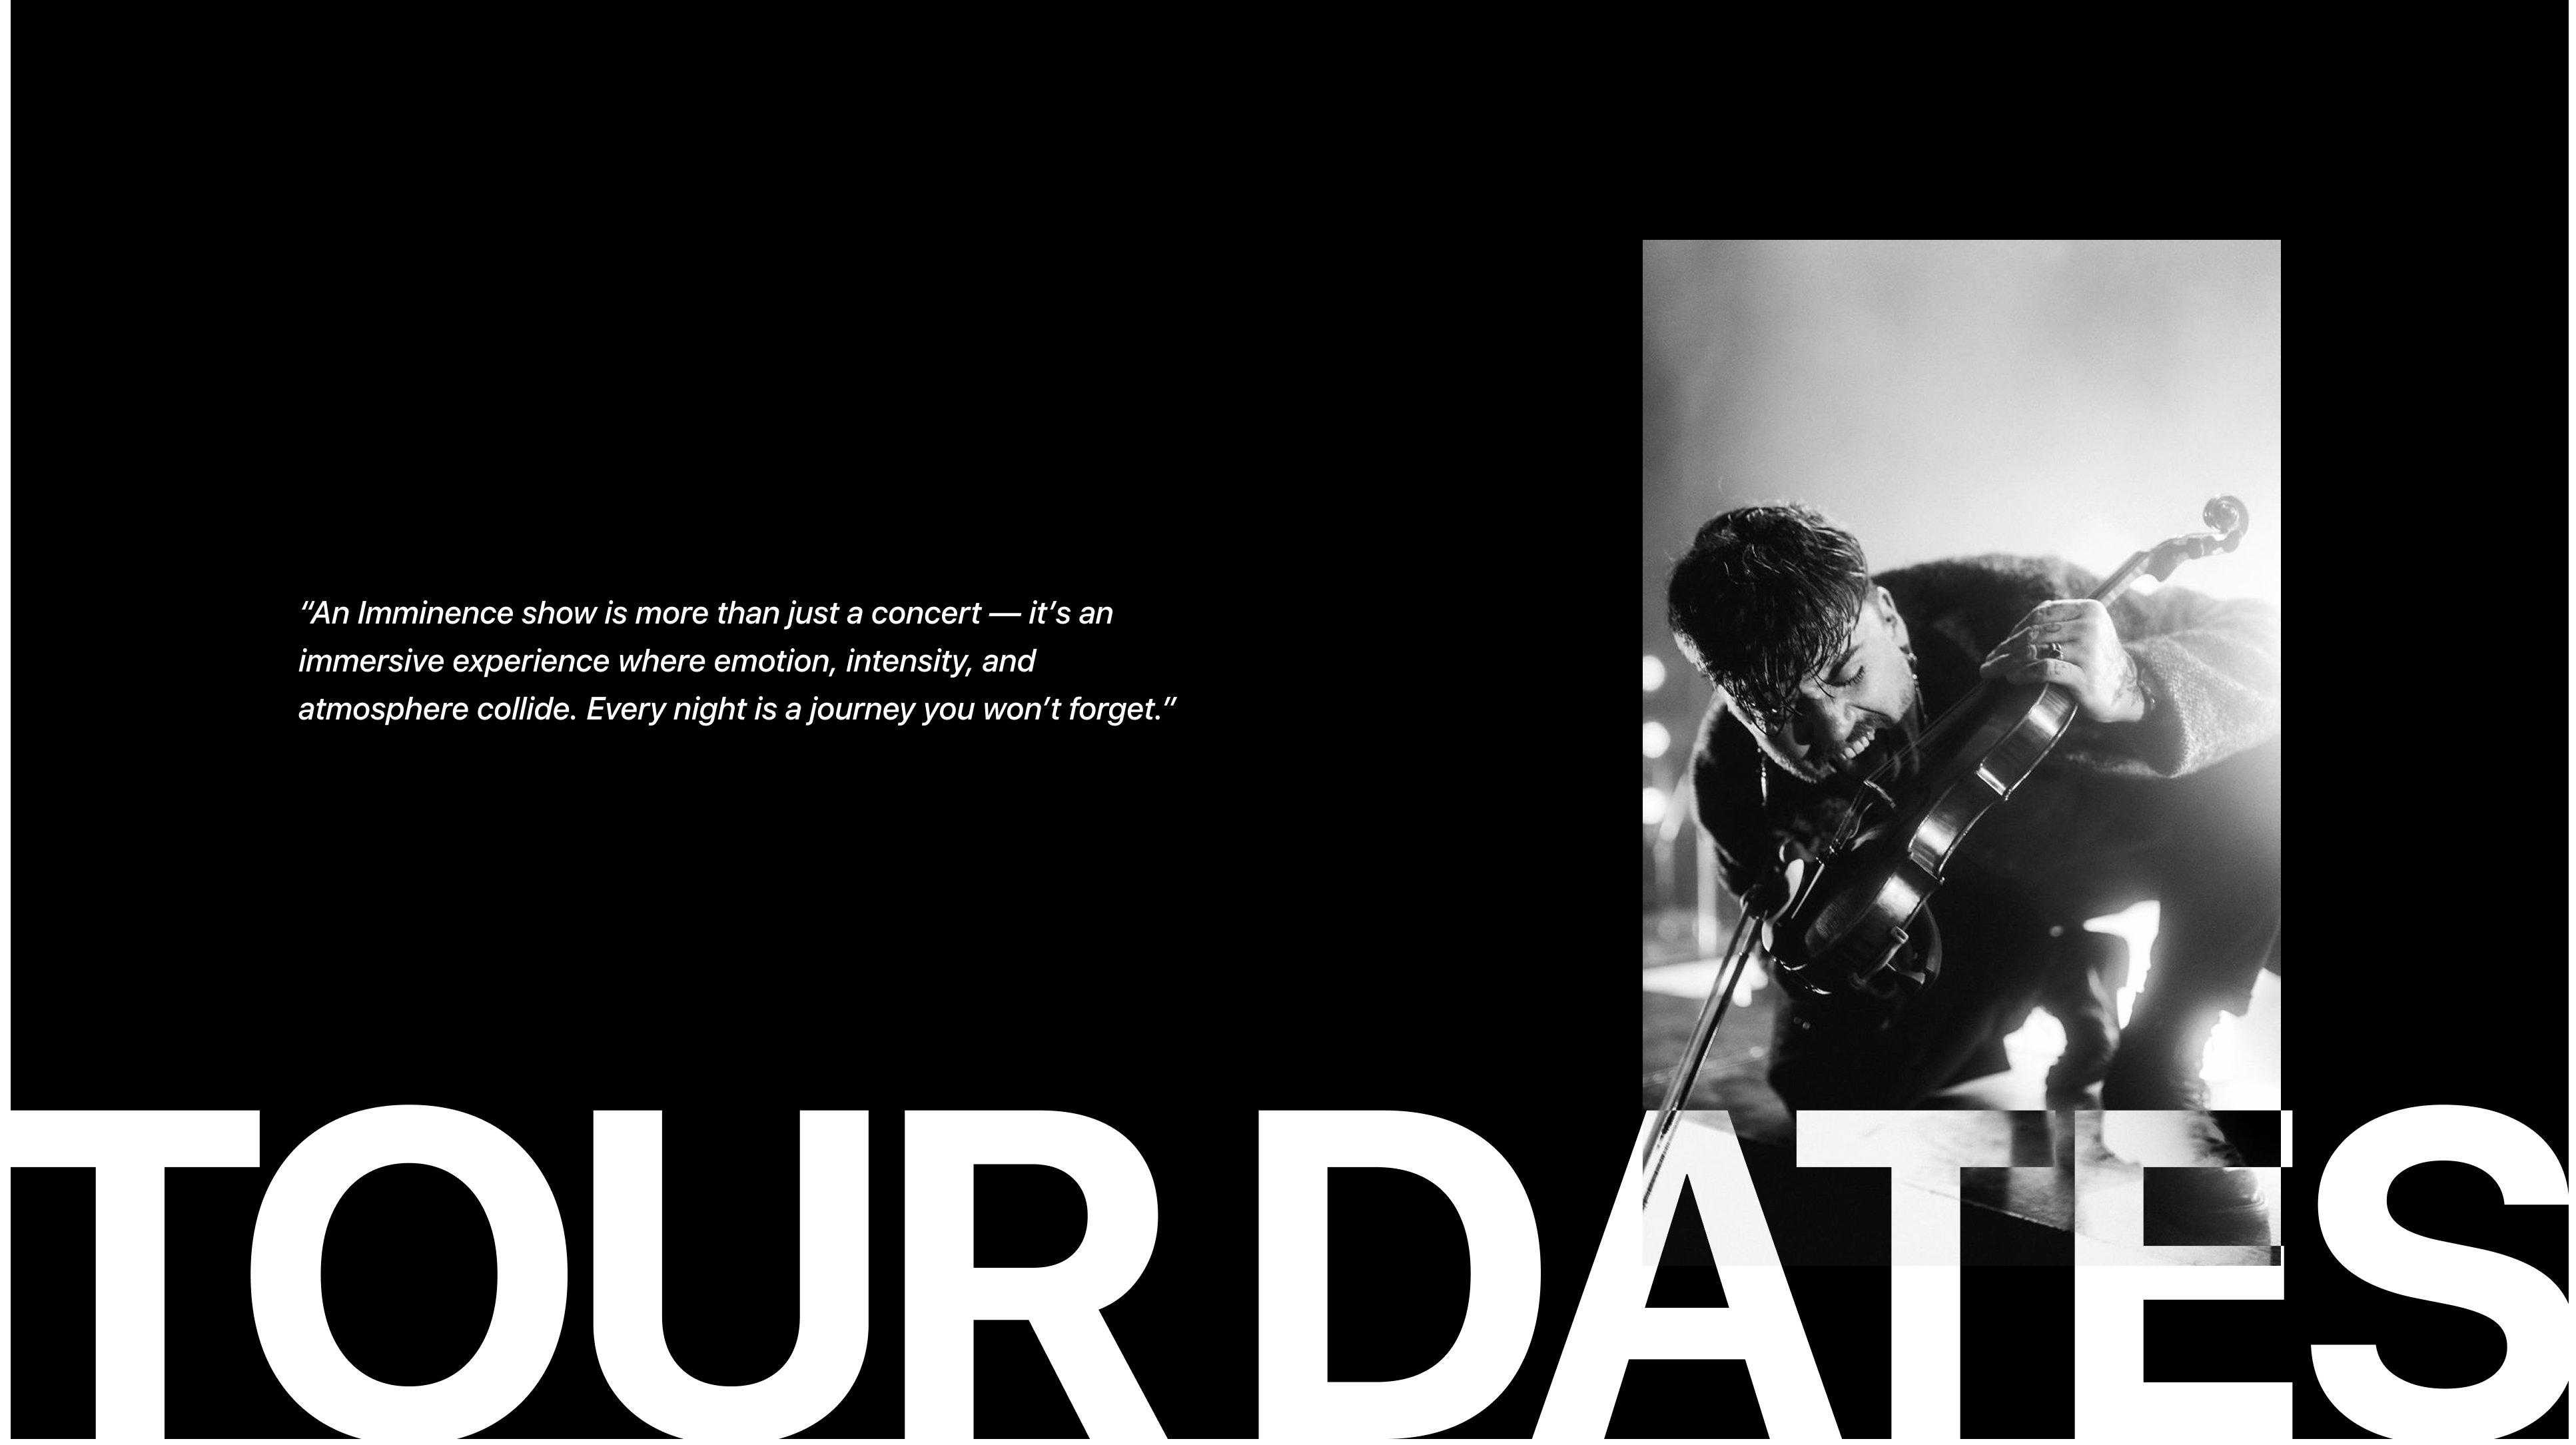 “An Imminence show is more than just a concert — it’s an
immersive experience where emotion, intensity, and
atmosphere collide. Every night is a journey you won’t forget.”
TOUR DATES